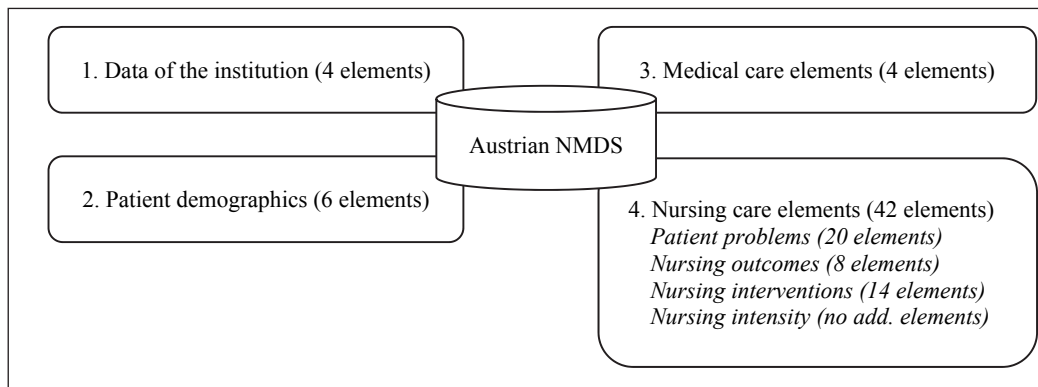 1. Data of the institution (4 elements)
3. Medical care elements (4 elements)
Austrian NMDS
2. Patient demographics (6 elements)
4. Nursing care elements (42 elements)
Patient problems (20 elements)
Nursing outcomes (8 elements)
Nursing interventions (14 elements)
Nursing intensity (no add. elements)